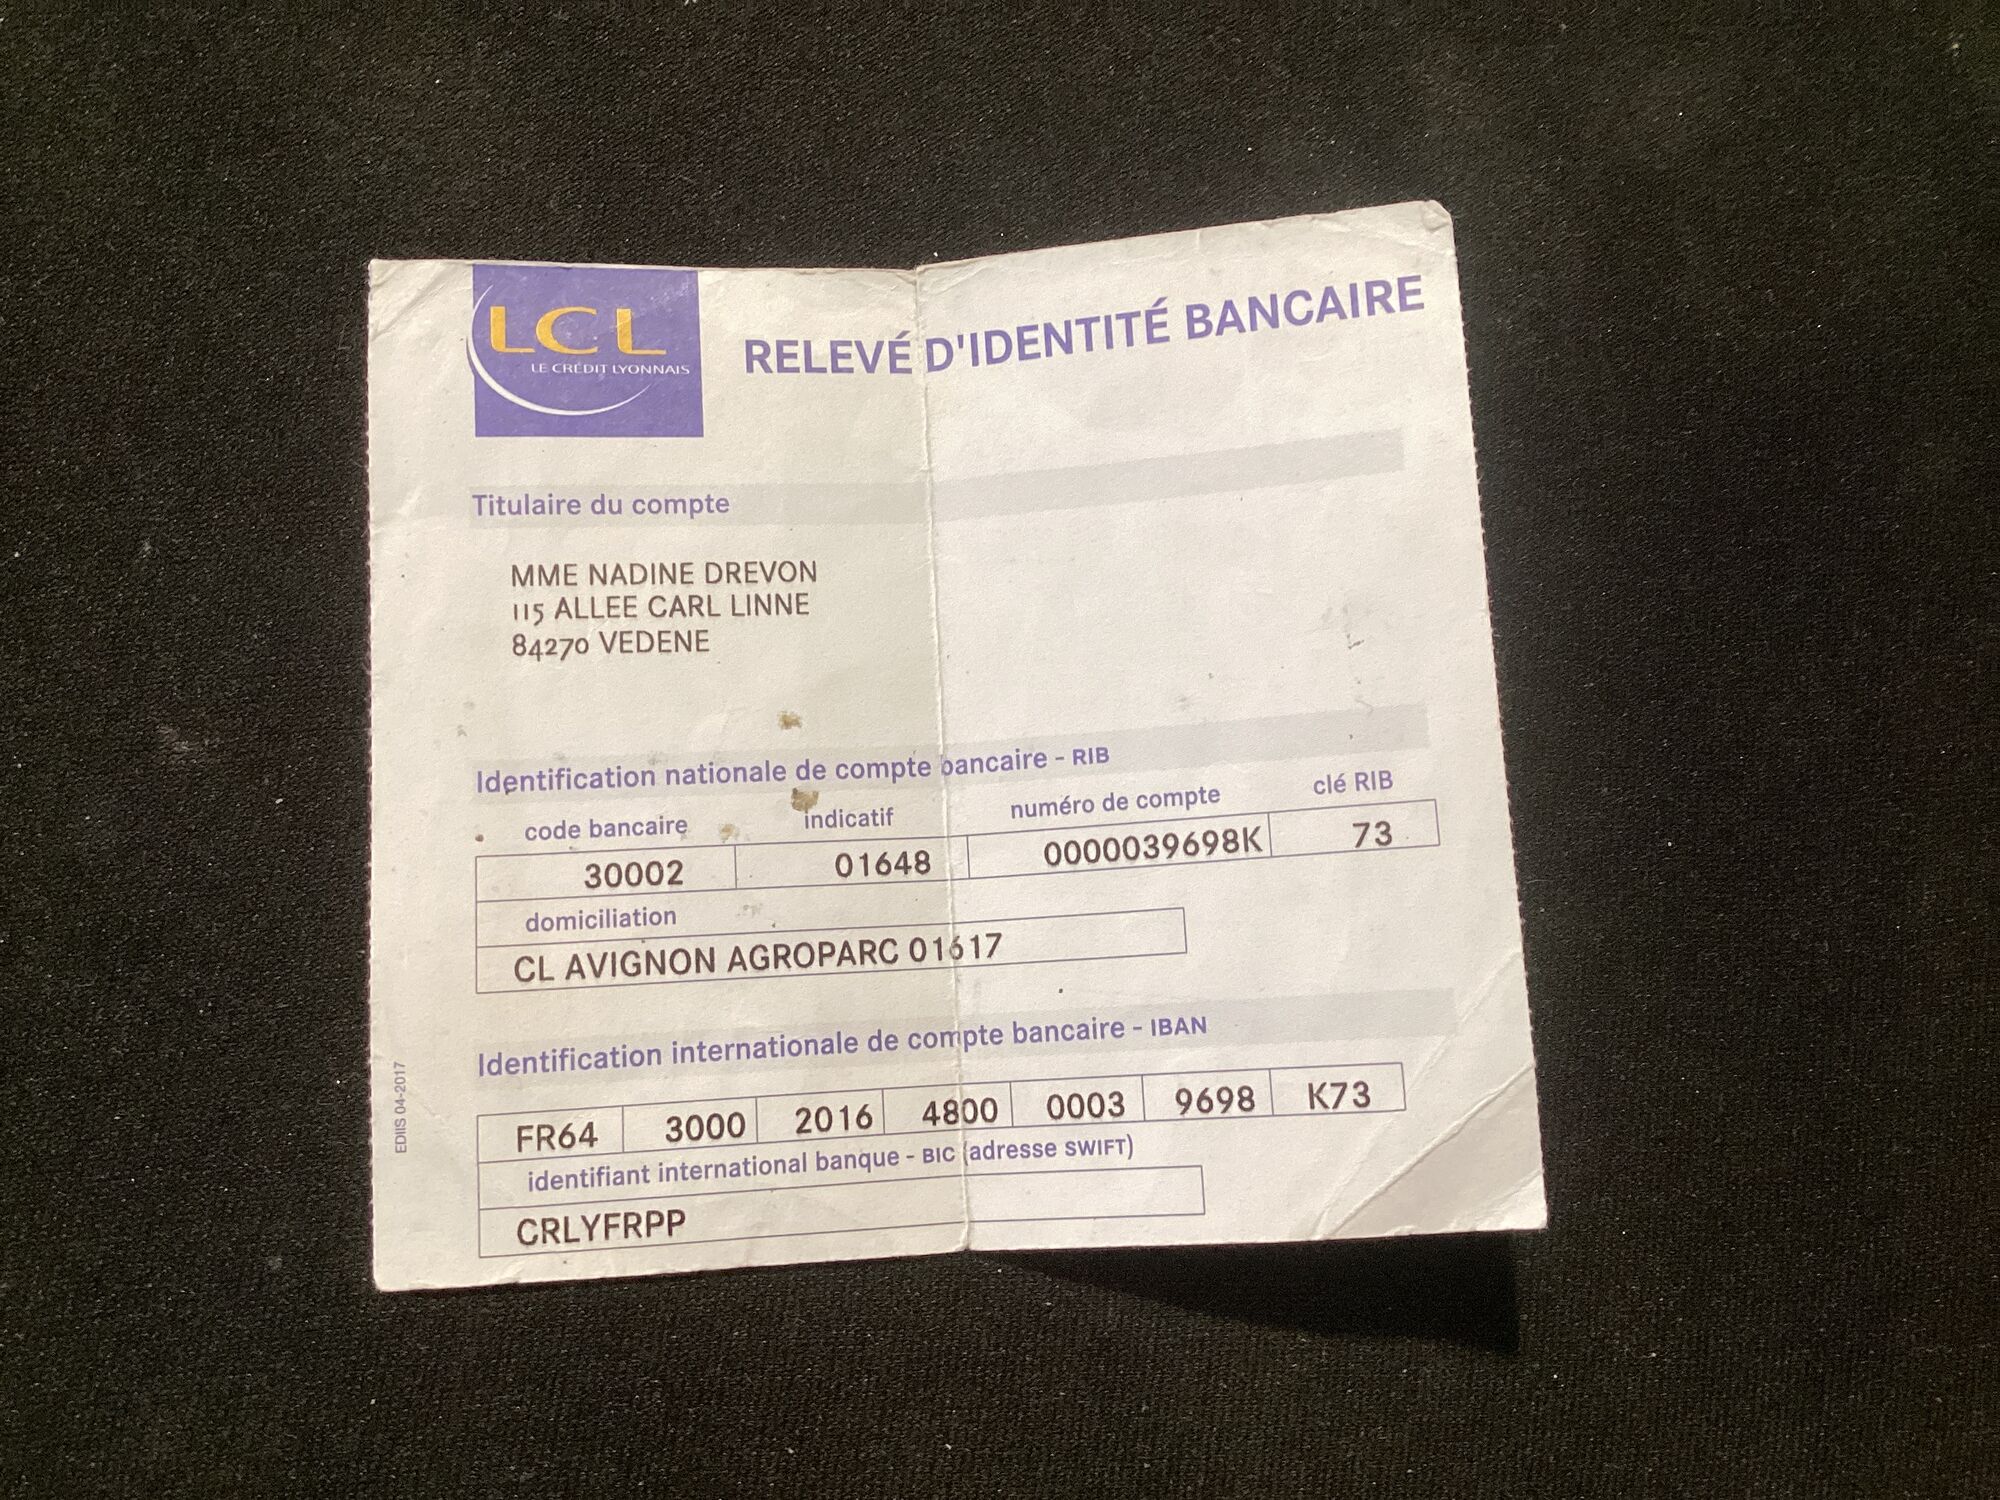 LCL
LE CRÉDIT LYONNAIS
RELEVÉ D'IDENTITÉ BANCAIRE
Titulaire du compte
MME NADINE DREVON
115 ALLEE CARL LINNE
84270 VEDENE
Identification nationale de compte bancaire - RIB
code bancaire indicatif numéro de compte clé RIB
30002 01648 0000039698K 73
domiciliation
CL AVIGNON AGROPARC 01617
Identification internationale de compte bancaire - IBAN
FR64 3000 2016 4800 0003 9698 K73
identifiant international banque - BIC (adresse SWIFT)
CRLYFRPP
EDIIS 04-2017